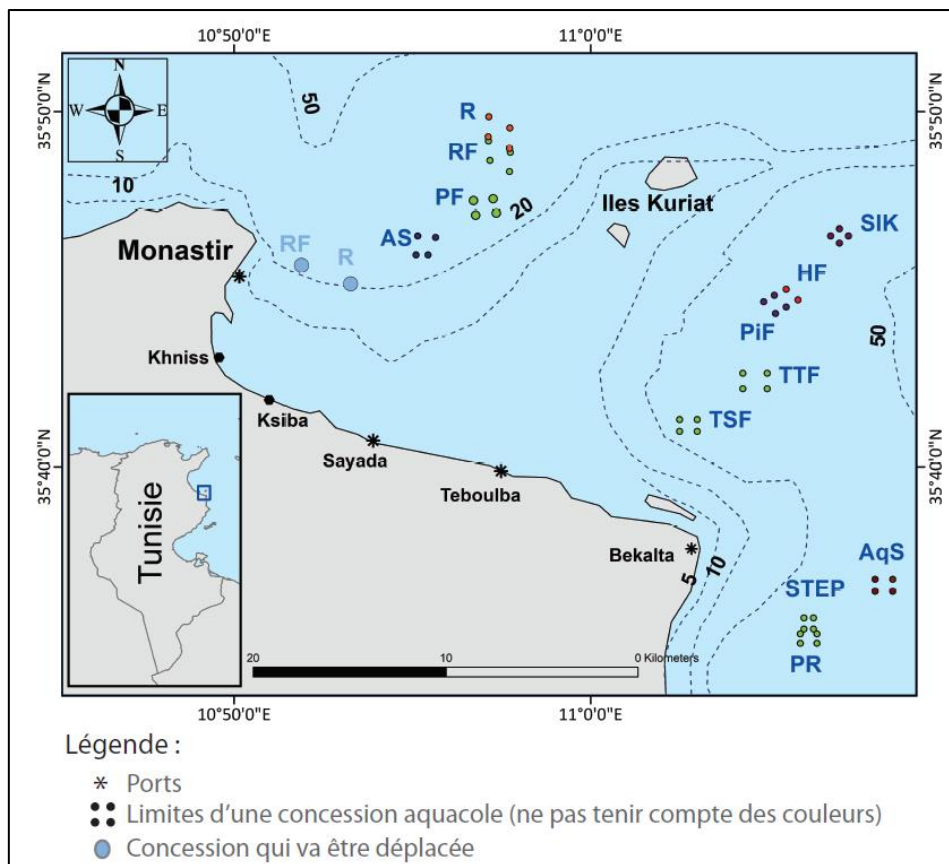 10°50'0"E
11°0'0"E
35°50'0"N
35°50'0"N
N
W
E
S
50
R
10
RF
PF
20
Iles Kuriat
SIK
AS
Monastir
RF
R
HF
PiF
50
Khniss
TTF
Ksiba
TSF
Sayada
35°40'0"N
35°40'0"N
Teboulba
Bekalta
5
10
AqS
STEP
PR
Tunisie
20
10
0 Kilometers
10°50'0"E
11°0'0"E
Légende :
* Ports
Limites d'une concession aquacole (ne pas tenir compte des couleurs)
Concession qui va être déplacée